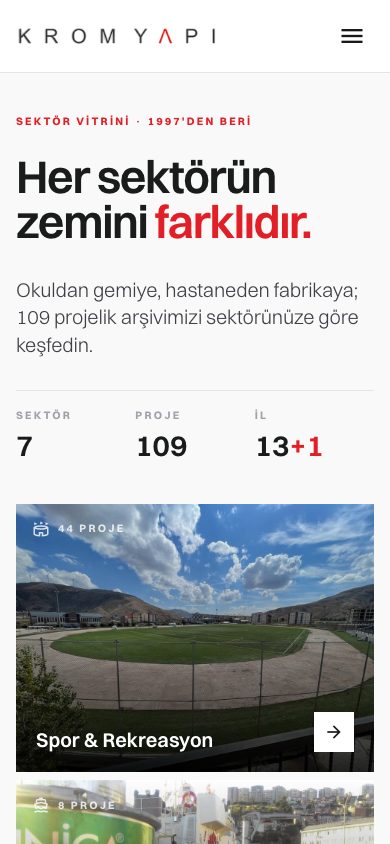 KROMYAPI
SEKTÖR VİTRİNİ · 1997'DEN BERİ
Her sektörün
zemini farklıdır.
Okuldan gemiye, hastaneden fabrikaya;
109 projelik arşivimizi sektörünüze göre
keşfedin.
SEKTÖR PROJE İL
7 109 13+1
44 PROJE
Spor & Rekreasyon
8 PROJE